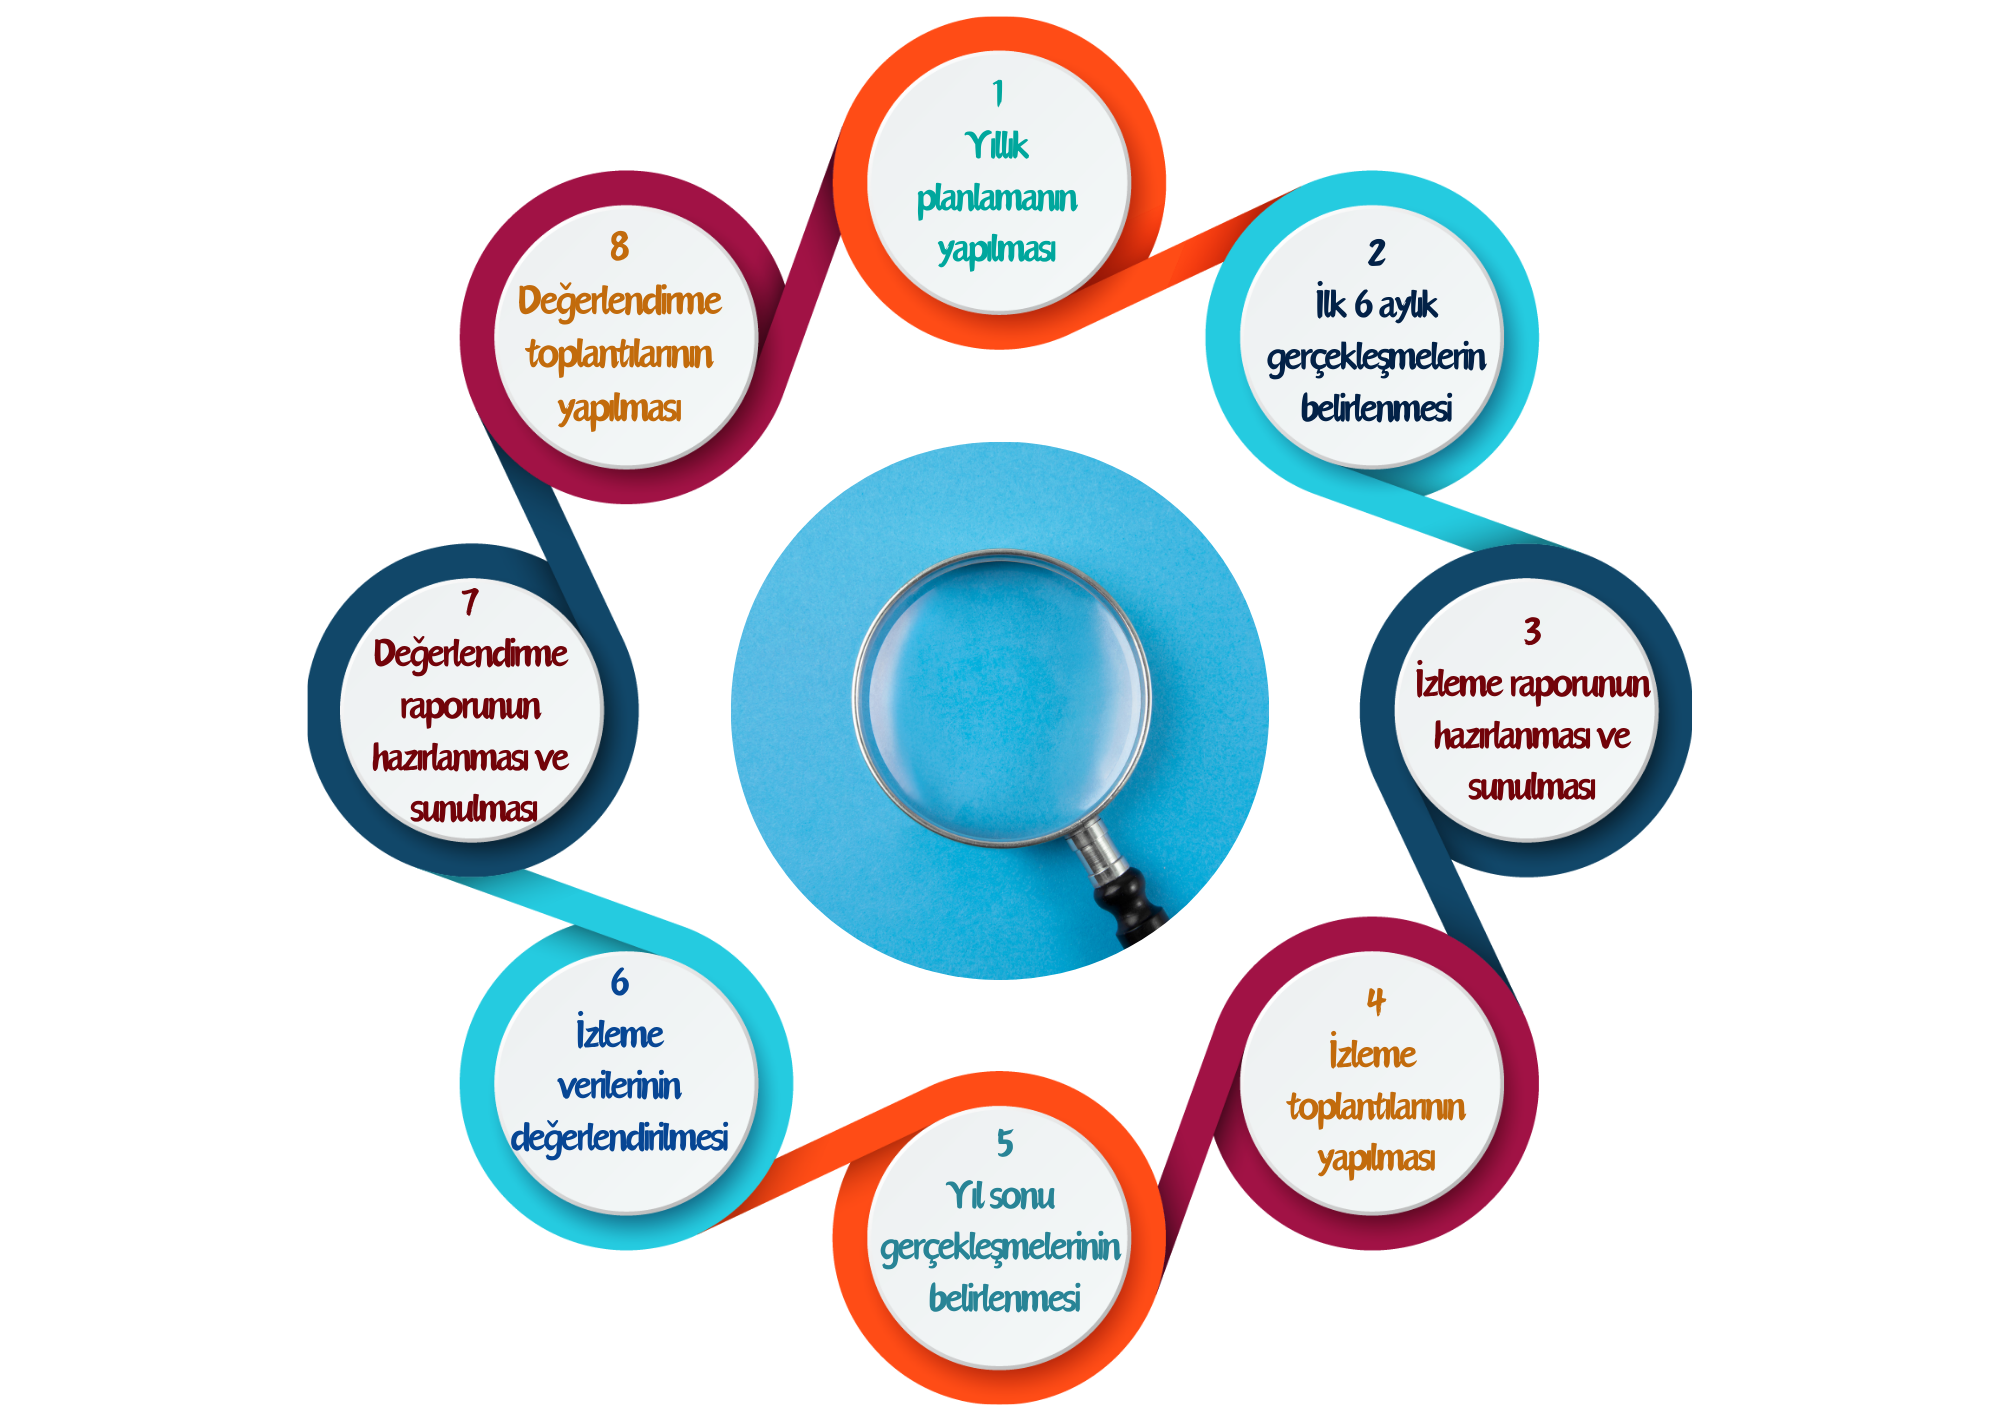 1
Yıllık
planlamanın
yapılması
2
İlk 6 aylık
gerçekleşmelerin
belirlenmesi
3
İzleme raporunun
hazırlanması ve
sunulması
4
İzleme
toplantılarının
yapılması
5
Yıl sonu
gerçekleşmelerinin
belirlenmesi
6
İzleme
verilerinin
değerlendirilmesi
7
Değerlendirme
raporunun
hazırlanması ve
sunulması
8
Değerlendirme
toplantılarının
yapılması